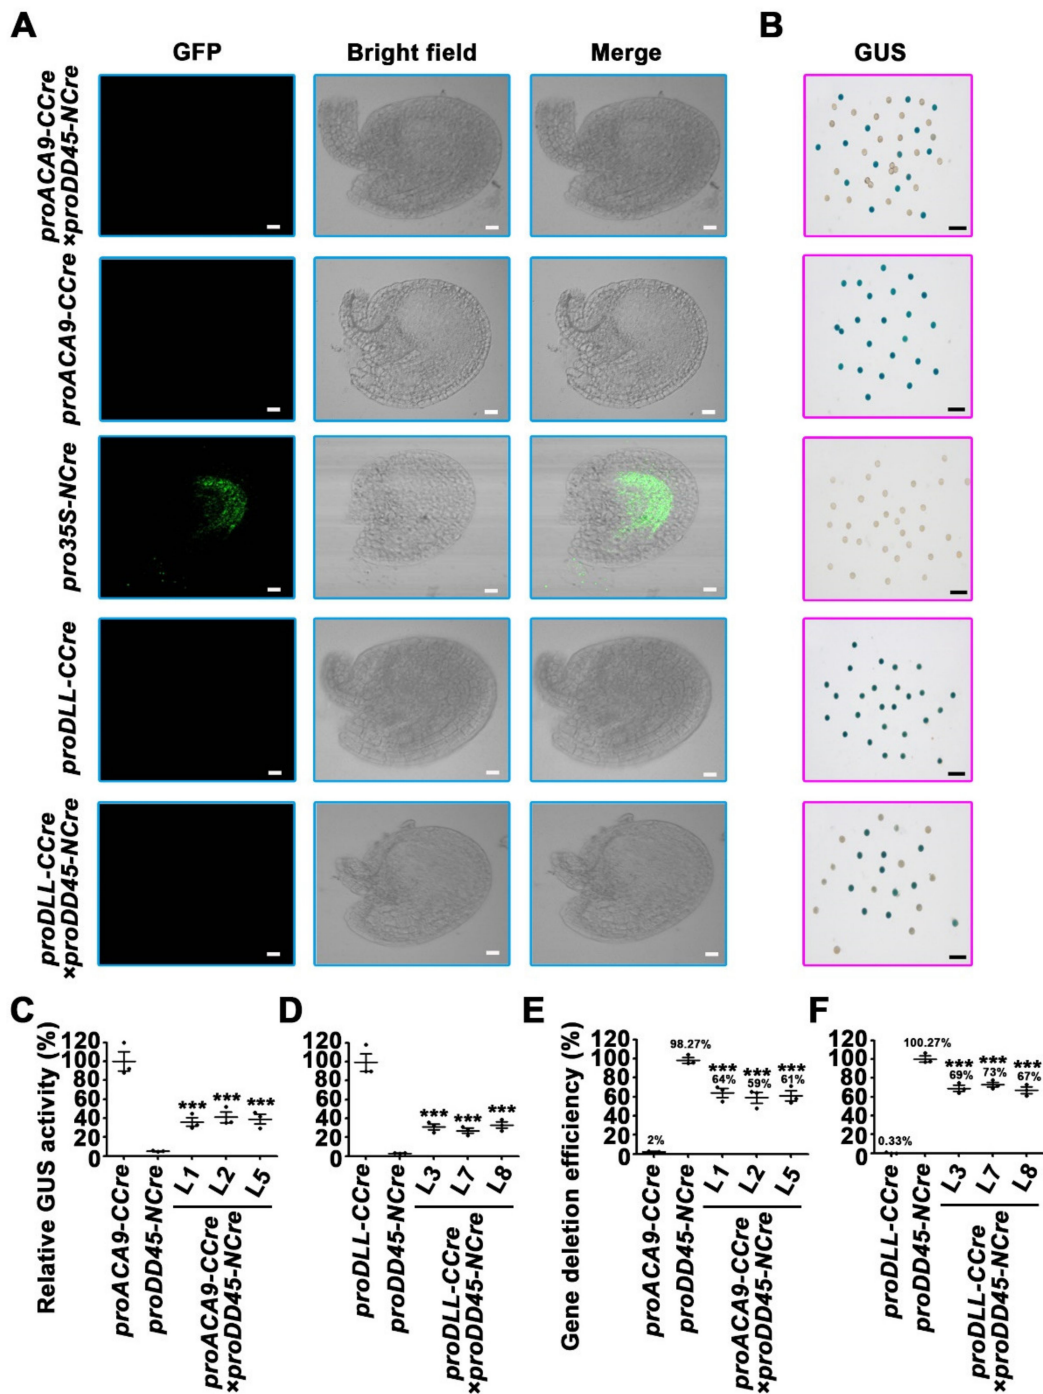 A
B
GFP
Bright field
Merge
GUS
proACA9-CCre
×proDD45-NCre
proACA9-CCre
pro35S-NCre
proDLL-CCre
proDLL-CCre
×proDD45-NCre
C
Relative GUS activity (%)
120
100
80
60
40
20
0
***
***
***
proACA9-CCre
proDD45-NCre
L1
L2
L5
proACA9-CCre
×proDD45-NCre
D
120
100
80
60
40
20
0
***
***
***
proDLL-CCre
proDD45-NCre
L3
L7
L8
proDLL-CCre
×proDD45-NCre
E
Gene deletion efficiency (%)
120
100
80
60
40
20
0
2%
98.27%
***
64%
***
59%
***
61%
proACA9-CCre
proDD45-NCre
L1
L2
L5
proACA9-CCre
×proDD45-NCre
F
120
100
80
60
40
20
0
0.33%
100.27%
***
69%
***
73%
***
67%
proDLL-CCre
proDD45-NCre
L3
L7
L8
proDLL-CCre
×proDD45-NCre